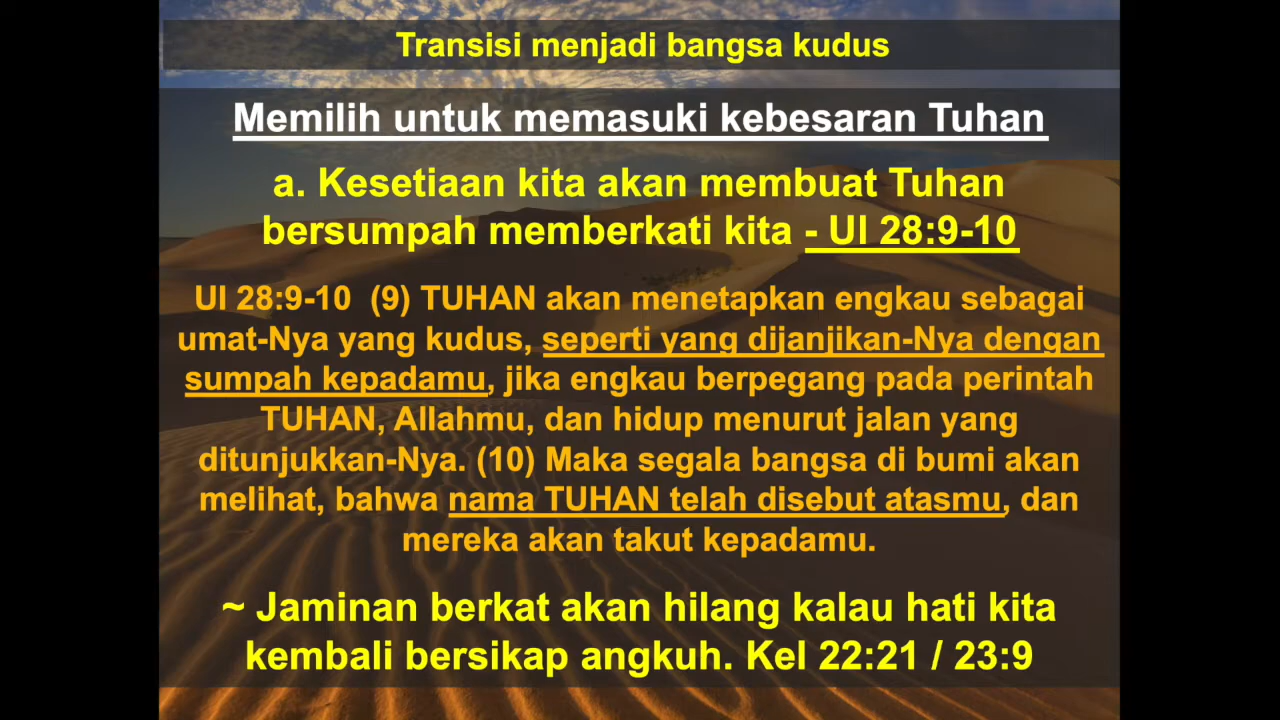 Transisi menjadi bangsa kudus
Memilih untuk memasuki kebesaran Tuhan
a. Kesetiaan kita akan membuat Tuhan
bersumpah memberkati kita - Ul 28:9-10
Ul 28:9-10 (9) TUHAN akan menetapkan engkau sebagai
umat-Nya yang kudus, seperti yang dijanjikan-Nya dengan
sumpah kepadamu, jika engkau berpegang pada perintah
TUHAN, Allahmu, dan hidup menurut jalan yang
ditunjukkan-Nya. (10) Maka segala bangsa di bumi akan
melihat, bahwa nama TUHAN telah disebut atasmu, dan
mereka akan takut kepadamu.
~ Jaminan berkat akan hilang kalau hati kita
kembali bersikap angkuh. Kel 22:21 / 23:9